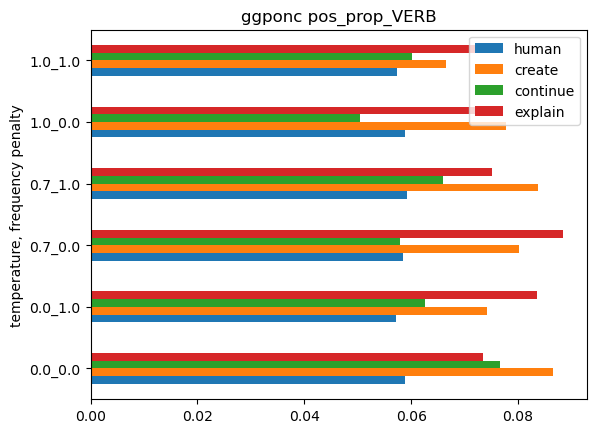 ggponc pos_prop_VERB
human
create
continue
explain
temperature, frequency penalty
1.0_1.0
1.0_0.0
0.7_1.0
0.7_0.0
0.0_1.0
0.0_0.0
0.00
0.02
0.04
0.06
0.08